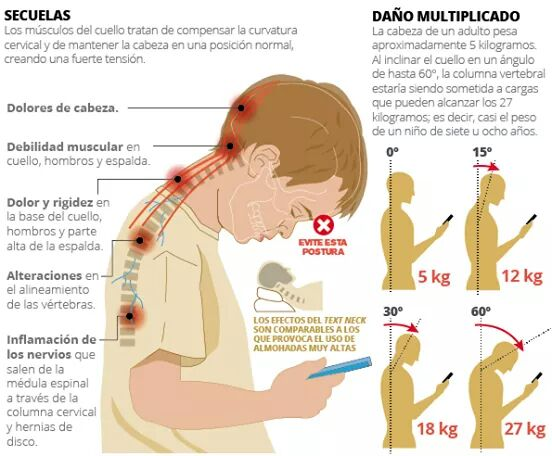 SECUELAS
Los músculos del cuello tratan de compensar la curvatura
cervical y de mantener la cabeza en una posición normal,
creando una fuerte tensión.
Dolores de cabeza.
Debilidad muscular en
cuello, hombros y espalda.
Dolor y rigidez en
la base del cuello,
hombros y parte
alta de la espalda.
Alteraciones en
el alineamiento
de las vértebras.
Inflamación de
los nervios que
salen de la
médula espinal
a través de la
columna cervical
y hernias de
disco.
EVITE ESTA
POSTURA
LOS EFECTOS DEL TEXT NECK
SON COMPARABLES A LOS
QUE PROVOCA EL USO DE
ALMOHADAS MUY ALTAS
DAÑO MULTIPLICADO
La cabeza de un adulto pesa
aproximadamente 5 kilogramos.
Al inclinar el cuello en un ángulo
de hasta 60º, la columna vertebral
estaría siendo sometida a cargas
que pueden alcanzar los 27
kilogramos; es decir, casi el peso
de un niño de siete u ocho años.
0º
5 kg
15º
12 kg
30º
18 kg
60º
27 kg